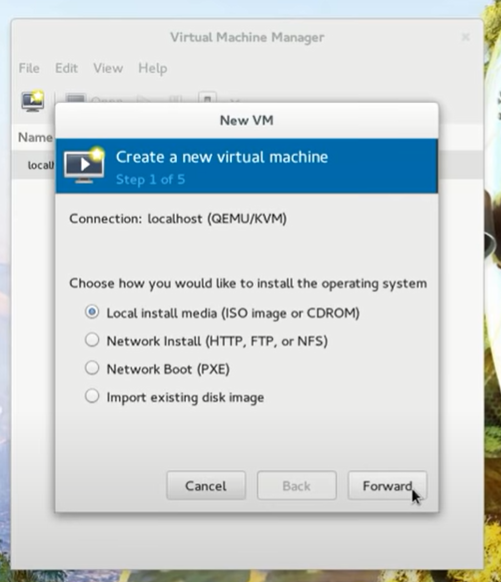 Virtual Machine Manager
File Edit View Help
Open
Name
New VM
Create a new virtual machine
Step 1 of 5
Connection: localhost (QEMU/KVM)
Choose how you would like to install the operating system
Local install media (ISO image or CDROM)
Network Install (HTTP, FTP, or NFS)
Network Boot (PXE)
Import existing disk image
Cancel Back Forward